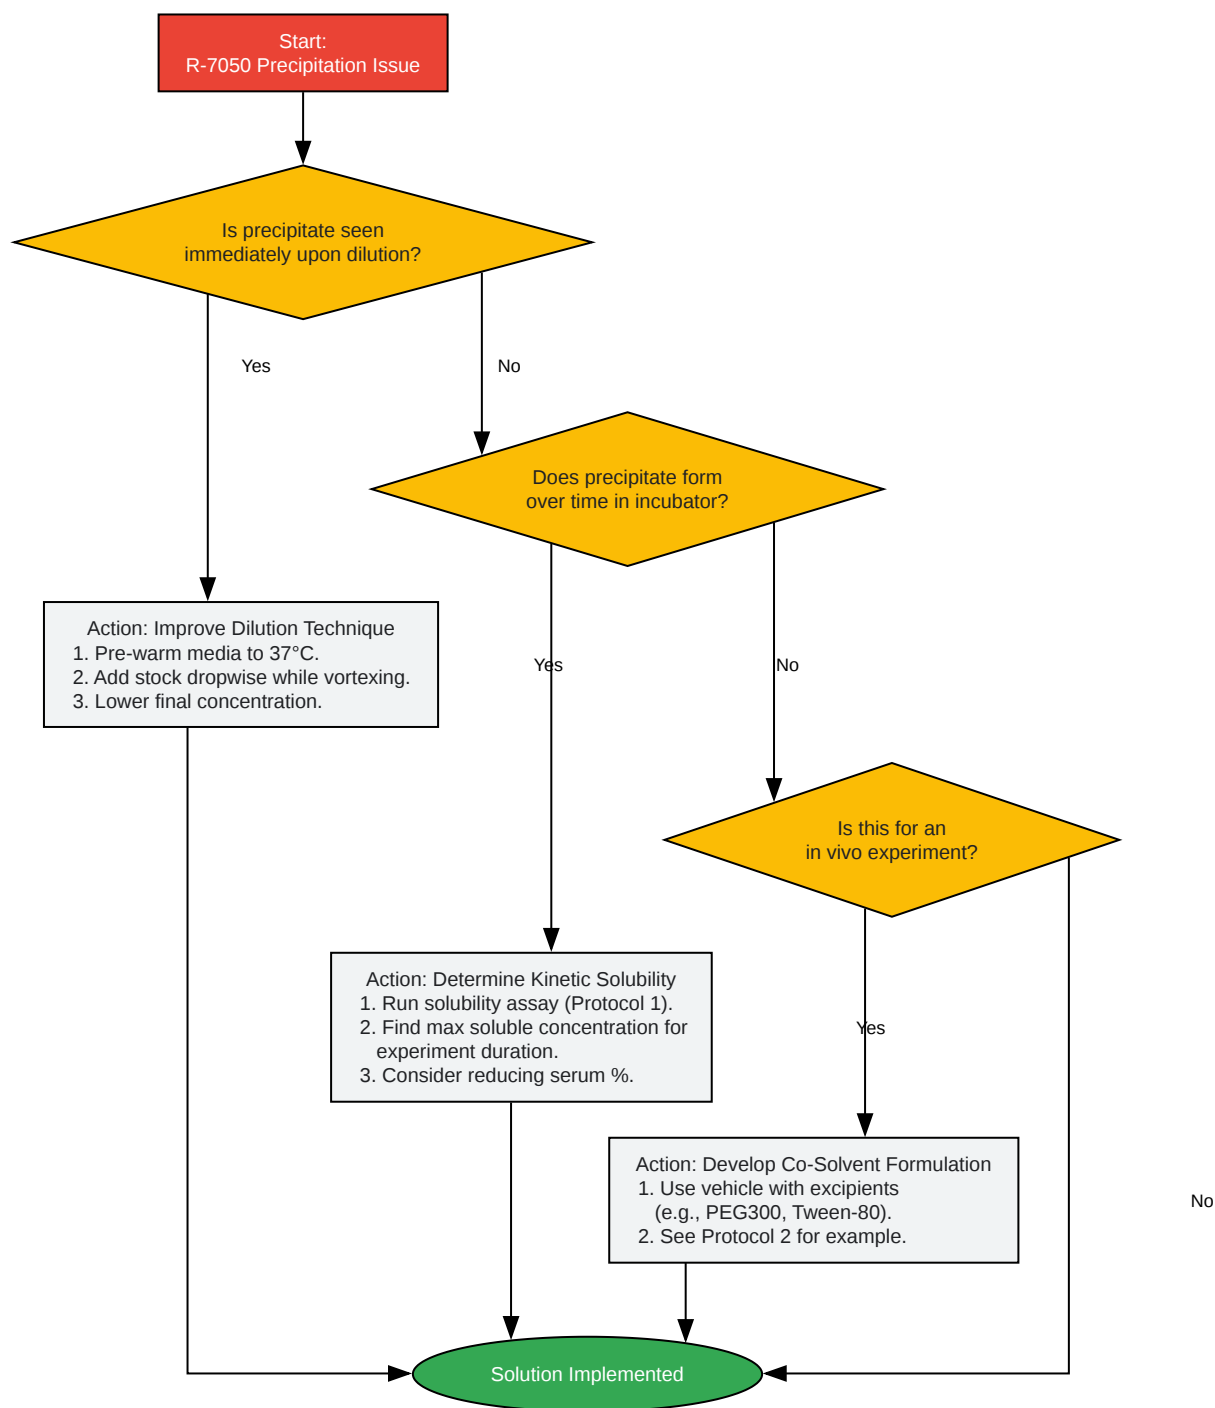 Start:
R-7050 Precipitation Issue
Is precipitate seen
immediately upon dilution?
Yes
No
Does precipitate form
over time in incubator?
Action: Improve Dilution Technique
1. Pre-warm media to 37°C.
2. Add stock dropwise while vortexing.
3. Lower final concentration.
Yes
No
Is this for an
in vivo experiment?
Action: Determine Kinetic Solubility
1. Run solubility assay (Protocol 1).
2. Find max soluble concentration for
experiment duration.
3. Consider reducing serum %.
Yes
Action: Develop Co-Solvent Formulation
1. Use vehicle with excipients
(e.g., PEG300, Tween-80).
2. See Protocol 2 for example.
No
Solution Implemented